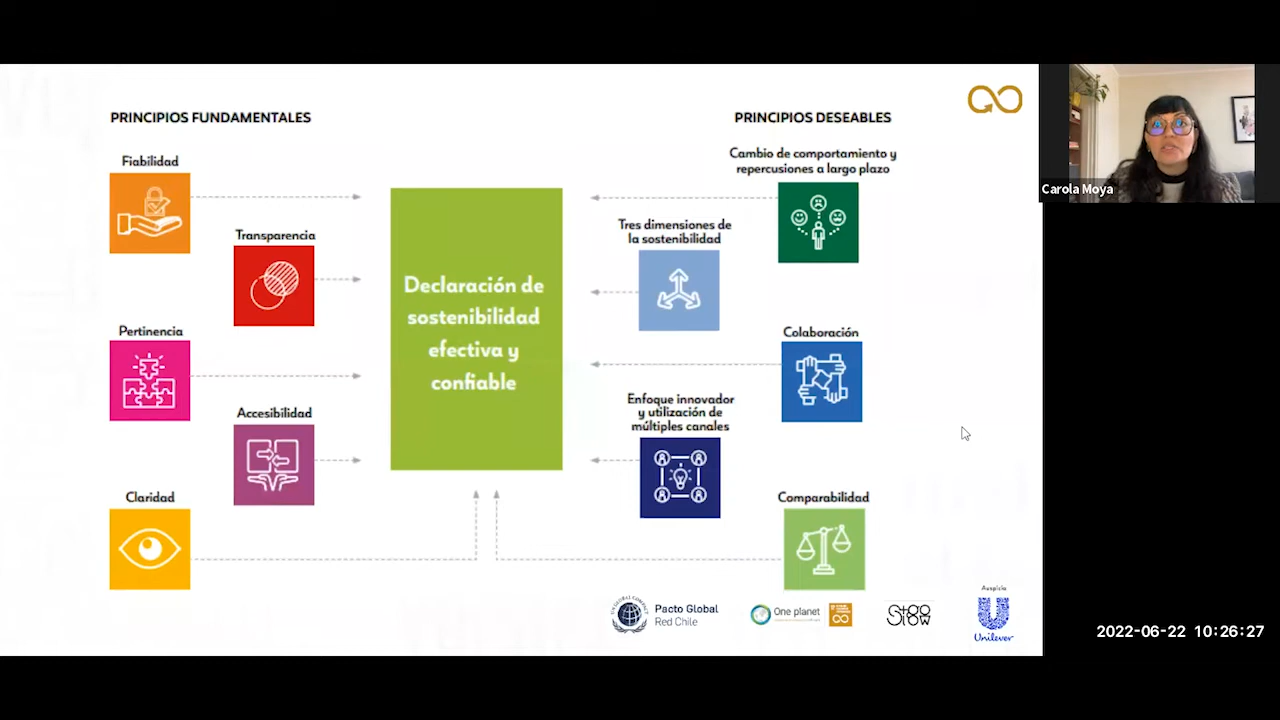 PRINCIPIOS FUNDAMENTALES
Fiabilidad
Transparencia
Pertinencia
Accesibilidad
Claridad
Declaración de
sostenibilidad
efectiva y
confiable
PRINCIPIOS DESEABLES
Cambio de comportamiento y
repercusiones a largo plazo
Tres dimensiones de
la sostenibilidad
Colaboración
Enfoque innovador
y utilización de
múltiples canales
Comparabilidad
Pacto Global
Red Chile
One planet
Auspicia
Unilever
Carola Moya
2022-06-22 10:26:27